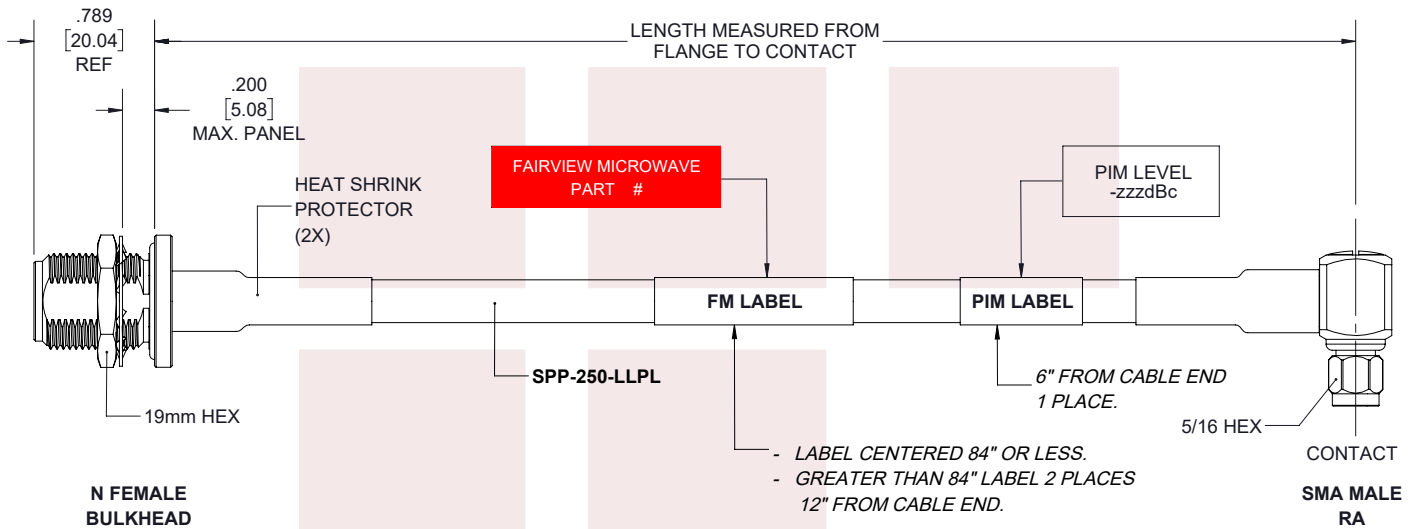 .789
[20.04]
REF
LENGTH MEASURED FROM
FLANGE TO CONTACT
.200
[5.08]
MAX. PANEL
HEAT SHRINK
PROTECTOR
(2X)
FAIRVIEW MICROWAVE
PART #
PIM LEVEL
-zzzdBc
FM LABEL
PIM LABEL
SPP-250-LLPL
6" FROM CABLE END
1 PLACE.
19mm HEX
5/16 HEX
- LABEL CENTERED 84" OR LESS.
- GREATER THAN 84" LABEL 2 PLACES
12" FROM CABLE END.
CONTACT
N FEMALE
BULKHEAD
SMA MALE
RA